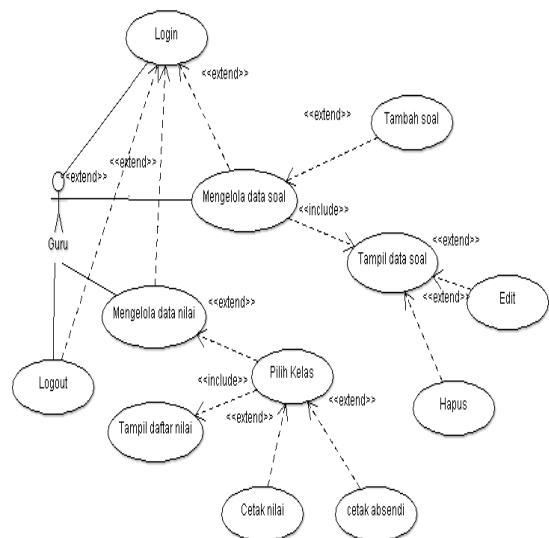 Login
<<extend>>
<<extend>>
Tambah soal
<<extend>>
<<extend>>
Mengelola data soal
<<include>>
Guru
<<extend>>
Tampil data soal
Mengelola data nilai
<<extend>>
<<extend>>
Edit
Logout
<<include>>
Pilih Kelas
Tampil daftar nilai
<<extend>>
<<extend>>
Hapus
Cetak nilai
cetak absendi